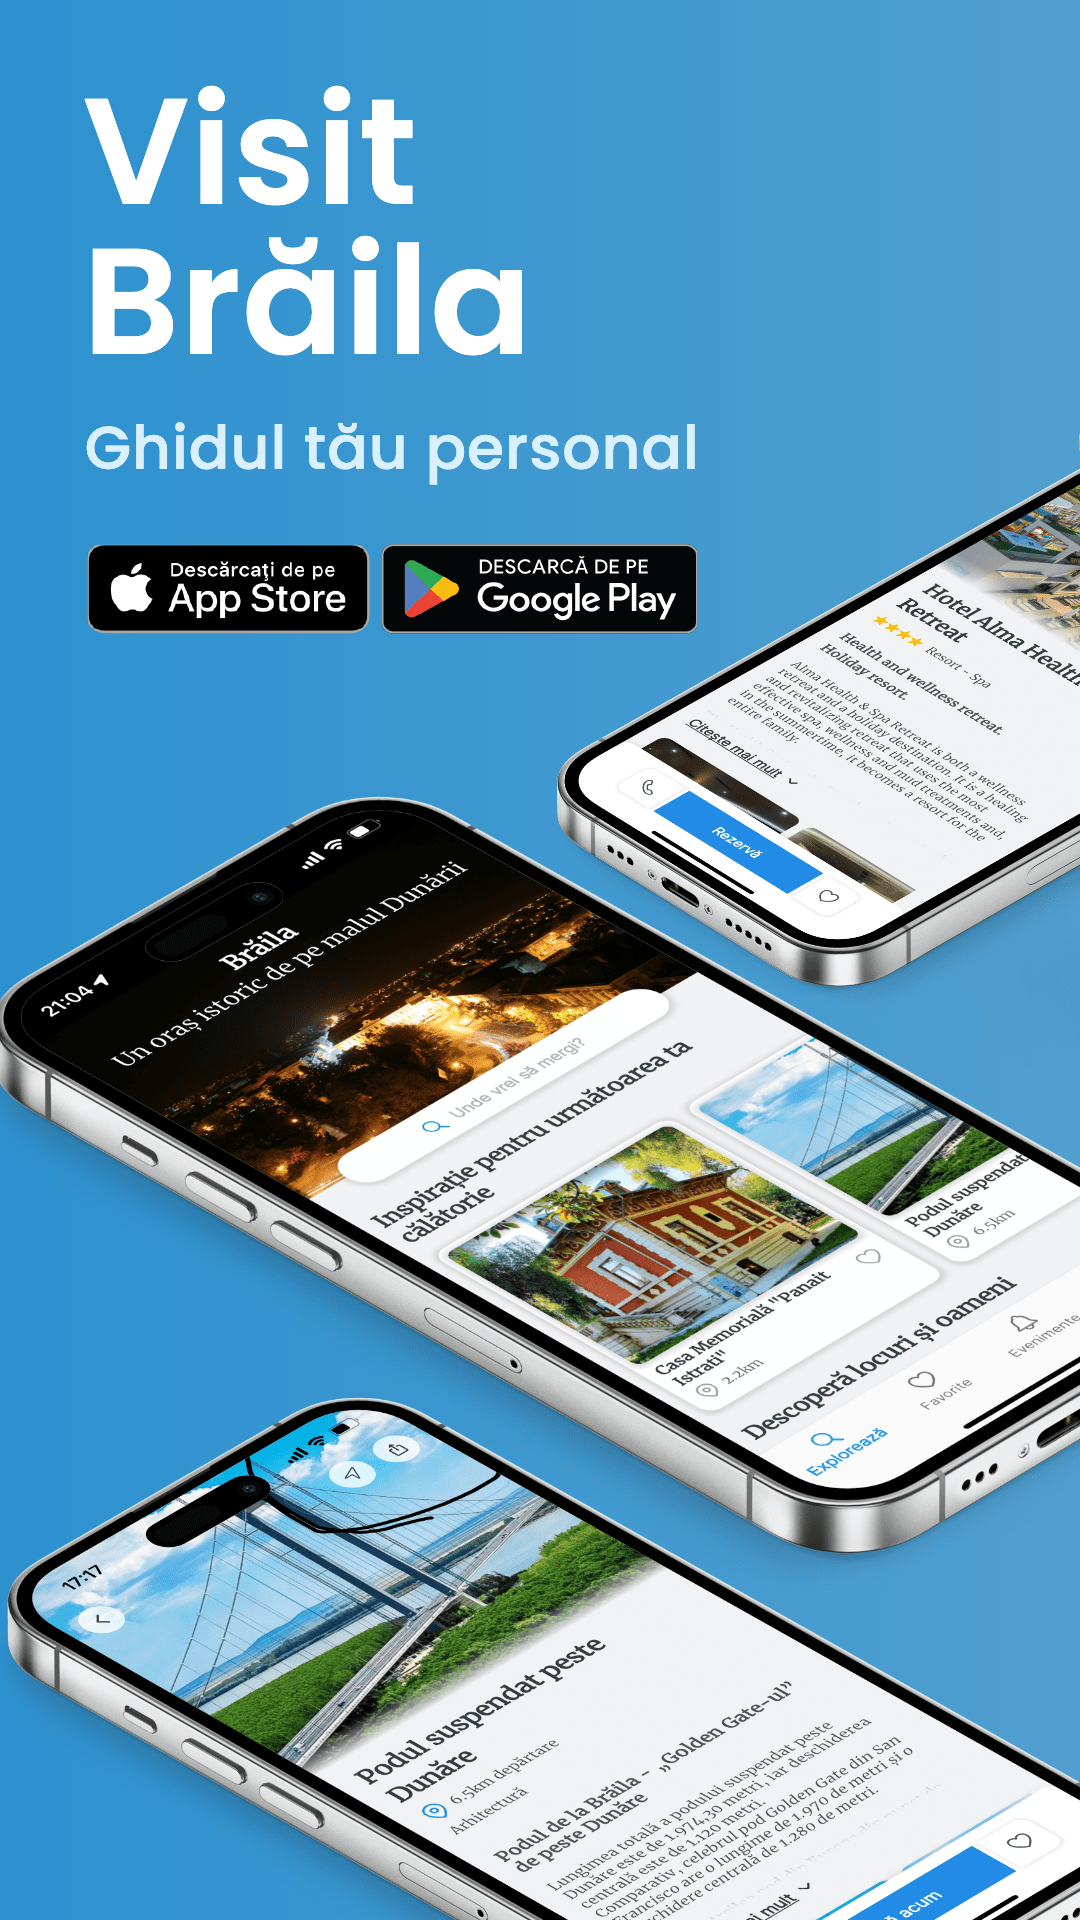 Visit
Brăila
Ghidul tău personal
Descărcați de pe
App Store
DESCARCĂ DE PE
Google Play
Hotel Alma Health
Retreat
Resort - Spa
Health and wellness retreat.
Holiday resort.
Alma Health & Spa Retreat is both a wellness
retreat and a holiday destination. It is a healing
and revitalizing retreat that uses the most
effective spa, wellness and mud treatments and,
in the summertime, it becomes a resort for the
entire family.
Citește mai mult
Rezervă
21:04
Brăila
Un oraș istoric de pe malul Dunării
Unde vrei să mergi?
Inspirație pentru următoarea ta
călătorie
Casa Memorială "Panait
Istrati"
2.2km
Podul suspendat
Dunăre
6.5km
Descoperă locuri și oameni
Explorează
Favorite
Evenimente
17:17
Podul suspendat peste
Dunăre
6.5km depărtare
Arhitectură
Podul de la Brăila - „Golden Gate-ul”
de peste Dunăre
Lungimea totală a podului suspendat peste
Dunăre este de 1.974,30 metri, iar deschiderea
centrală este de 1.120 metri.
Comparativ, celebrul pod Golden Gate din San
Francisco are o lungime de 1.970 de metri și o
deschidere centrală de 1.280 de metri.
mai mult
acum